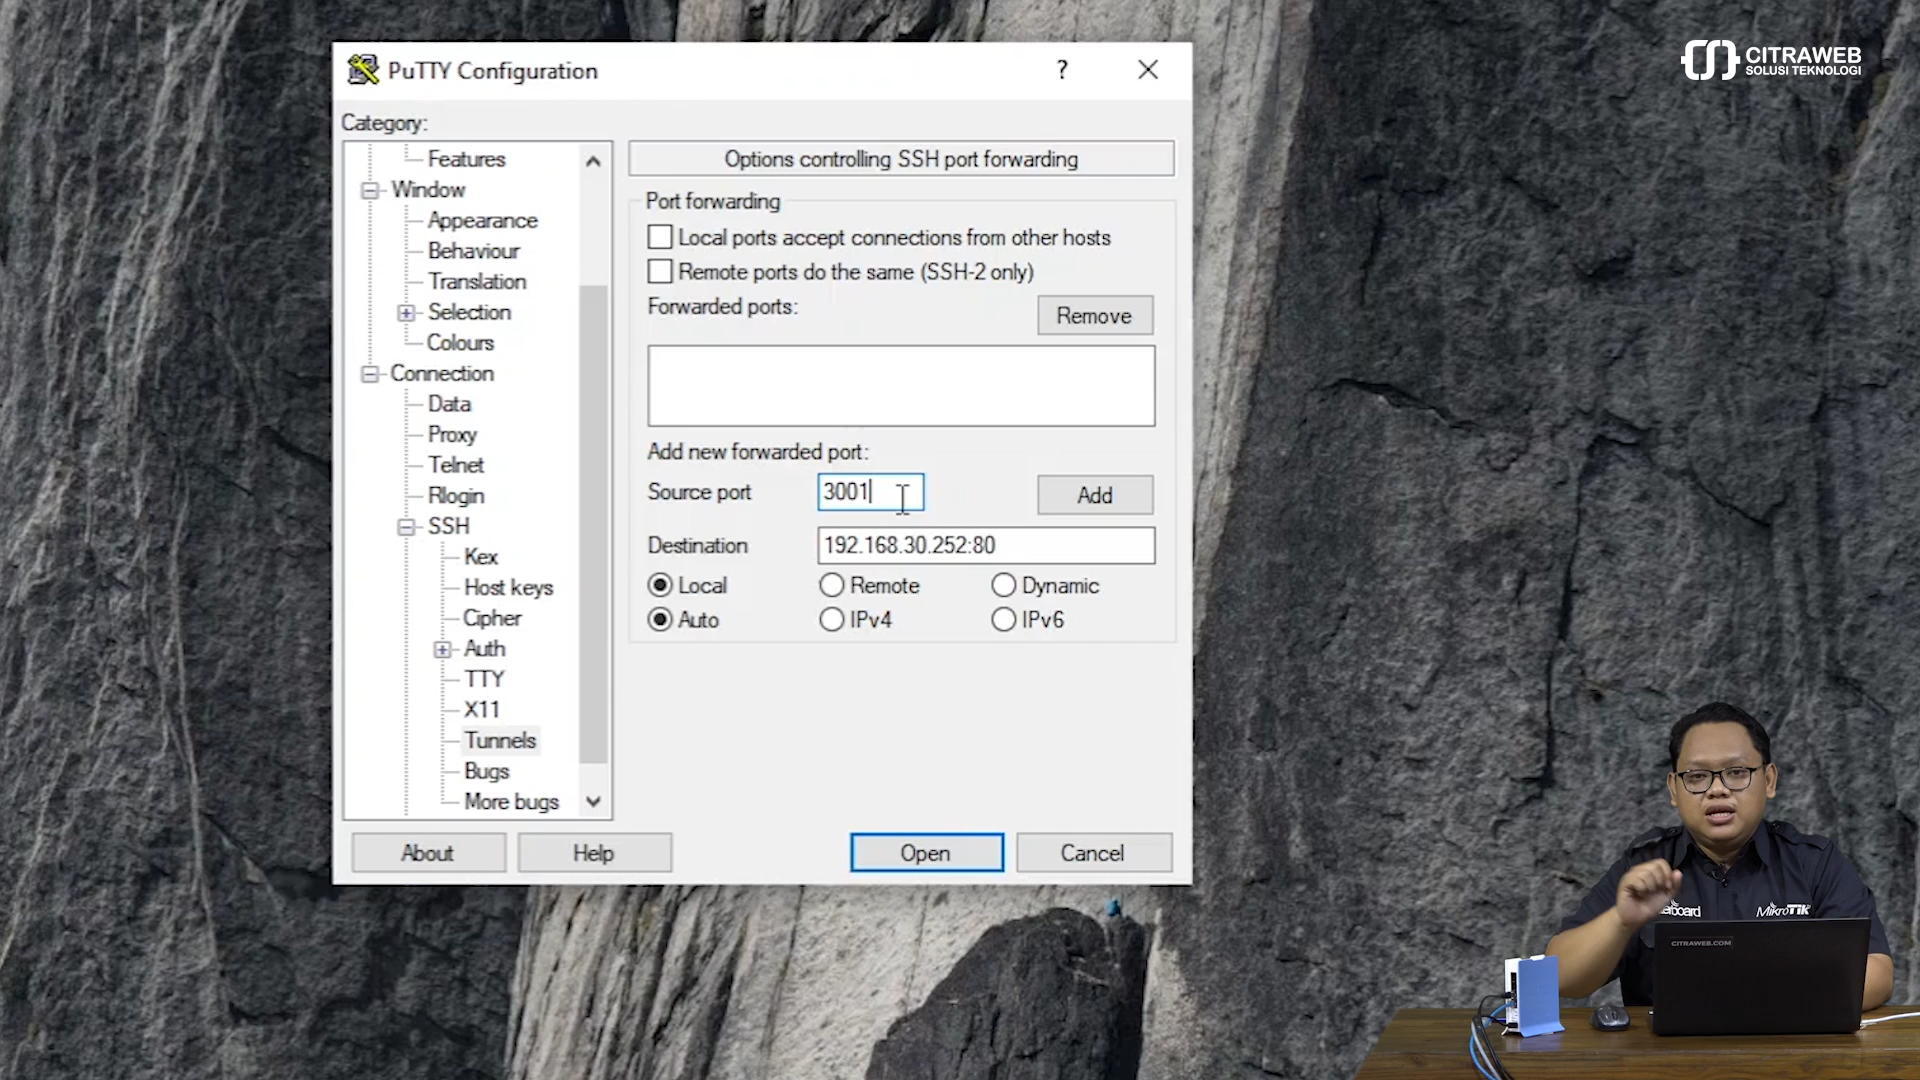 CITRAWEB
SOLUSI TEKNOLOGI
PuTTY Configuration
?
Category:
Features
Window
Appearance
Behaviour
Translation
Selection
Colours
Connection
Data
Proxy
Telnet
Rlogin
SSH
Kex
Host keys
Cipher
Auth
TTY
X11
Tunnels
Bugs
More bugs
Options controlling SSH port forwarding
Port forwarding
Local ports accept connections from other hosts
Remote ports do the same (SSH-2 only)
Forwarded ports:
Remove
Add new forwarded port:
Source port 3001 Add
Destination 192.168.30.252:80
Local Remote Dynamic
Auto IPv4 IPv6
About Help Open Cancel
MikroTik
CITRAWEB.COM